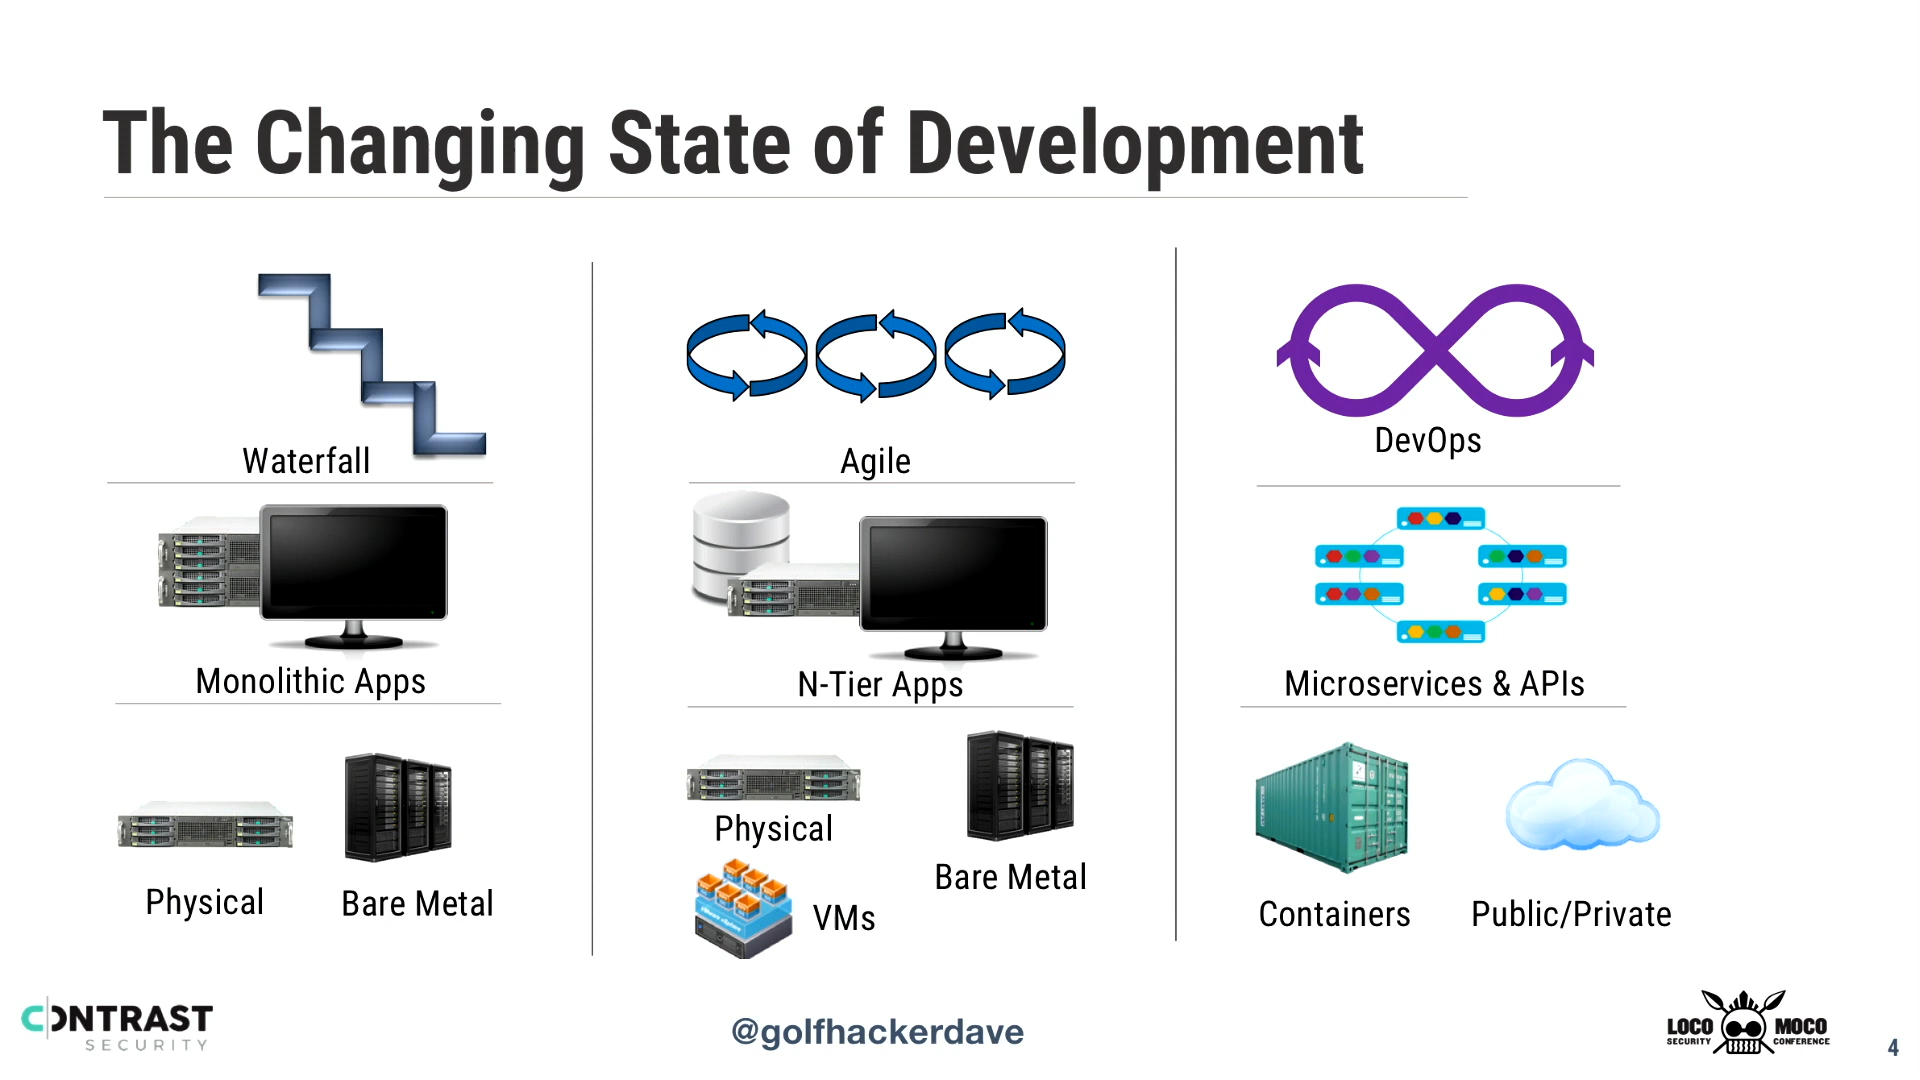 The Changing State of Development
Waterfall
Monolithic Apps
Physical
Bare Metal
Agile
N-Tier Apps
Physical
Bare Metal
VMs
DevOps
Microservices & APIs
Containers
Public/Private
CONTRAST
SECURITY
@golfhackerdave
LOCO MOCO
SECURITY CONFERENCE
4